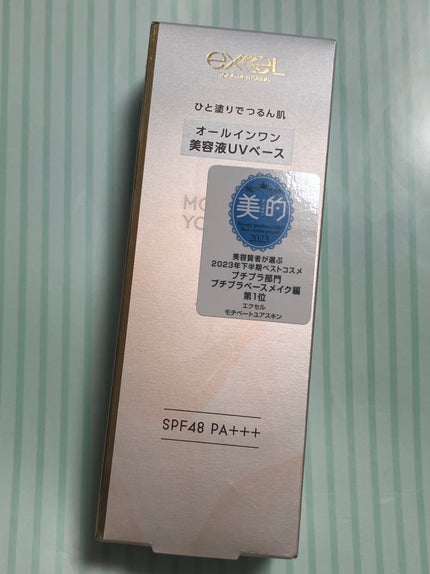 excel
ひと塗りでつるん肌
オールインワン
美容液UVベース
MO
YO
美的
2023
美容賢者が選ぶ
2023年下半期ベストコスメ
プチプラ部門
プチプラベースメイク編
第1位
エクセル
モチベートユアスキン
SPF48 PA+++